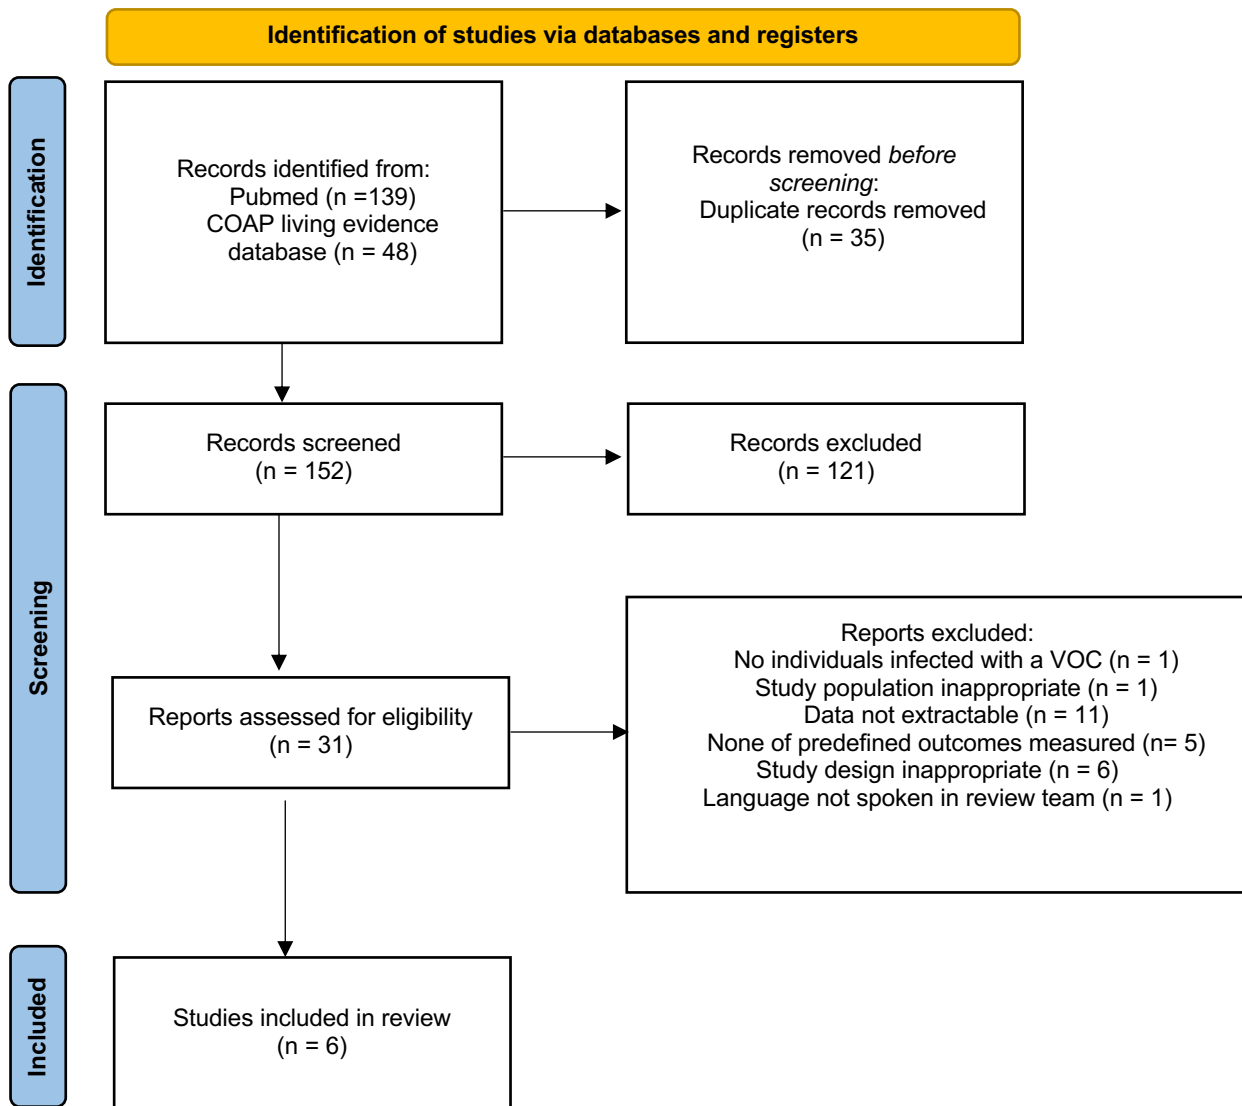 Identification of studies via databases and registers
Identification
Records identified from:
Pubmed (n =139)
COAP living evidence
database (n = 48)
Records removed before
screening:
Duplicate records removed
(n = 35)
Screening
Records screened
(n = 152)
Records excluded
(n = 121)
Reports assessed for eligibility
(n = 31)
Reports excluded:
No individuals infected with a VOC (n = 1)
Study population inappropriate (n = 1)
Data not extractable (n = 11)
None of predefined outcomes measured (n= 5)
Study design inappropriate (n = 6)
Language not spoken in review team (n = 1)
Included
Studies included in review
(n = 6)